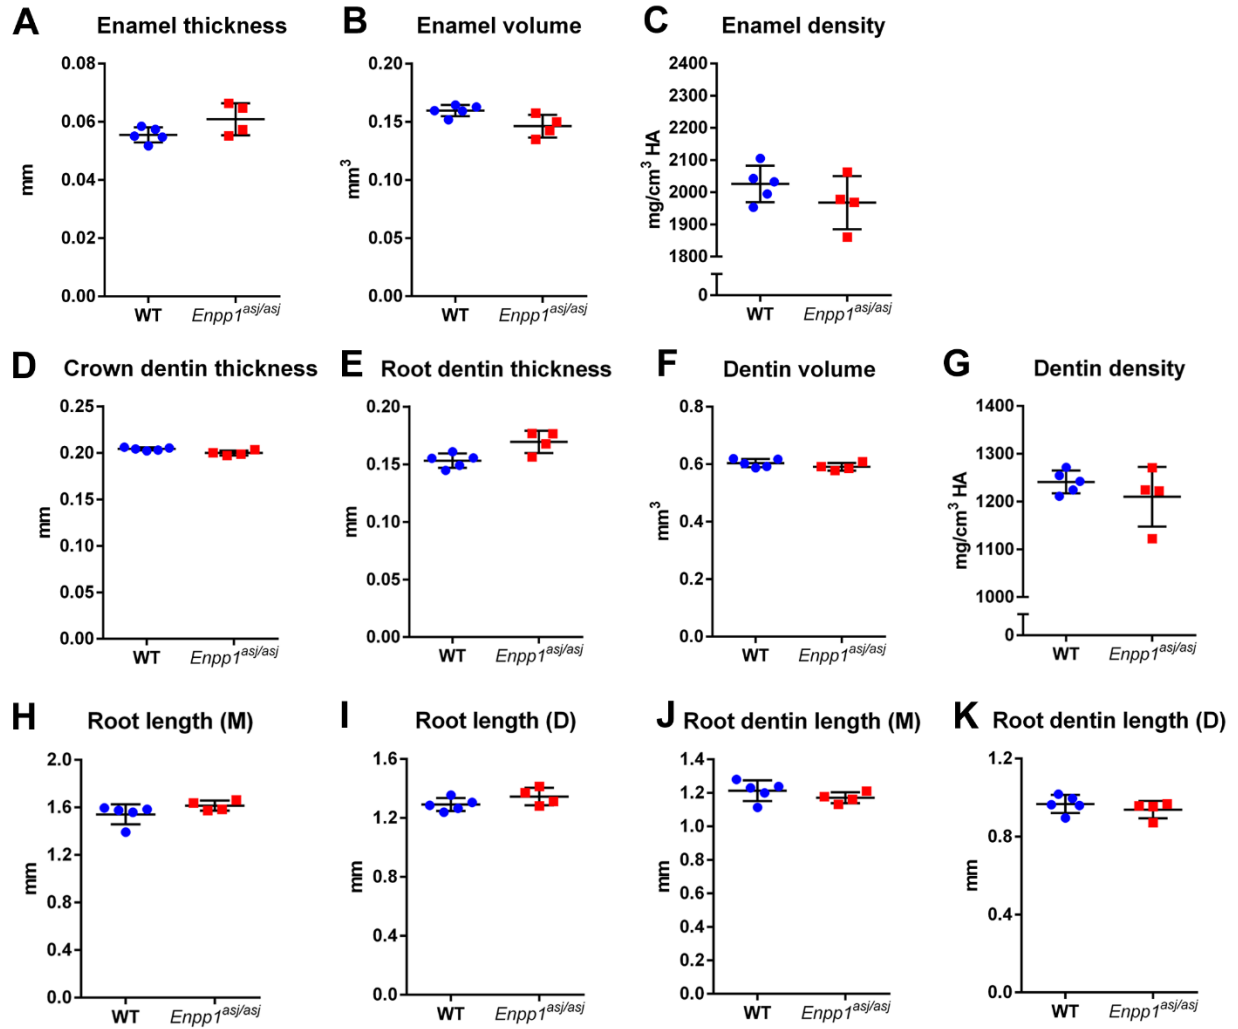 A Enamel thickness
mm
0.08
0.06
0.04
0.02
0.00
WT Enpp1asj/asj
B Enamel volume
mm3
0.20
0.15
0.10
0.05
0.00
WT Enpp1asj/asj
C Enamel density
mg/cm3 HA
2400
2300
2200
2100
2000
1900
1800
0
WT Enpp1asj/asj
D Crown dentin thickness
mm
0.25
0.20
0.15
0.10
0.05
0.00
WT Enpp1asj/asj
E Root dentin thickness
mm
0.20
0.15
0.10
0.05
0.00
WT Enpp1asj/asj
F Dentin volume
mm3
0.8
0.6
0.4
0.2
0.0
WT Enpp1asj/asj
G Dentin density
mg/cm3 HA
1400
1300
1200
1100
1000
0
WT Enpp1asj/asj
H Root length (M)
mm
2.0
1.6
1.2
0.8
0.4
0.0
WT Enpp1asj/asj
I Root length (D)
mm
1.6
1.2
0.8
0.4
0.0
WT Enpp1asj/asj
J Root dentin length (M)
mm
1.4
1.2
1.0
0.8
0.6
0.4
0.2
0.0
WT Enpp1asj/asj
K Root dentin length (D)
mm
1.2
0.8
0.4
0.0
WT Enpp1asj/asj